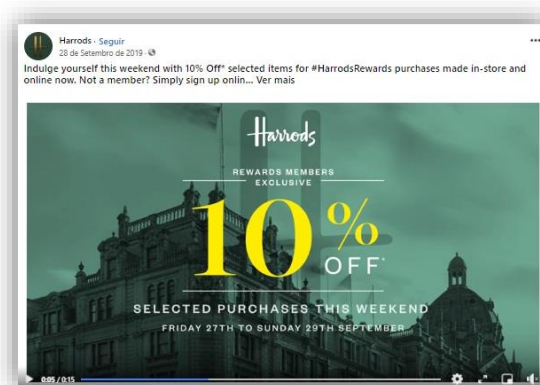 Harrods · Seguir
28 de Setembro de 2019 ·
Indulge yourself this weekend with 10% Off* selected items for #HarrodsRewards purchases made in-store and
online now. Not a member? Simply sign up onlin... Ver mais
Harrods
REWARDS MEMBERS
EXCLUSIVE
10%
OFF*
SELECTED PURCHASES THIS WEEKEND
FRIDAY 27TH TO SUNDAY 29TH SEPTEMBER
0:05 / 0:15